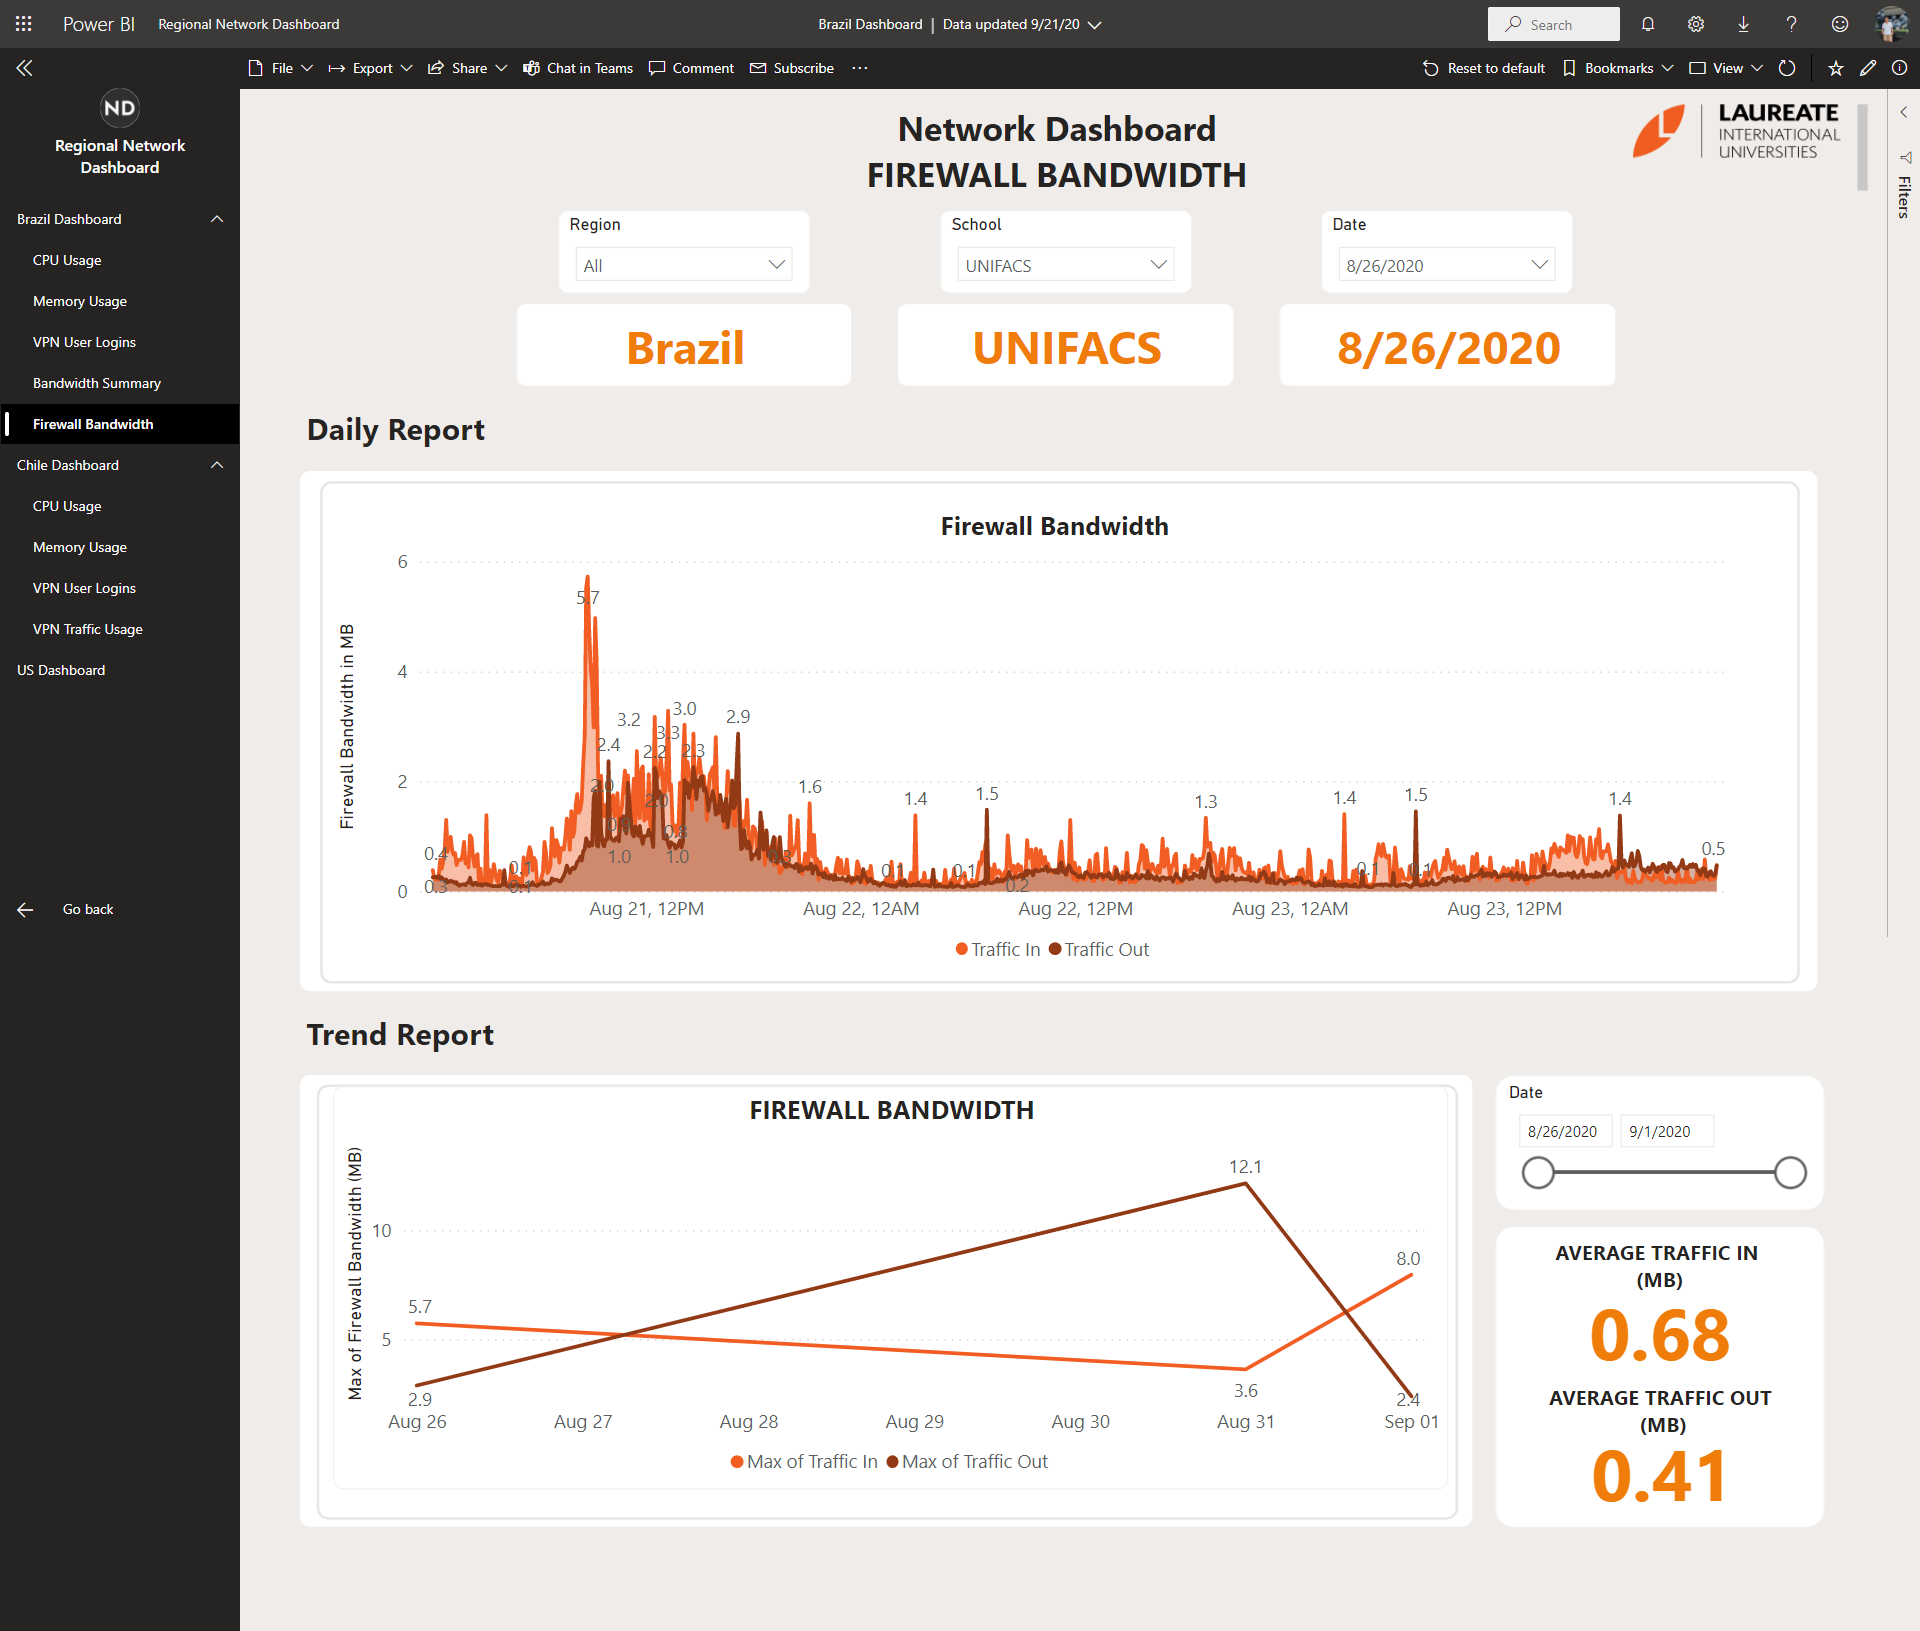 Power BI
Regional Network Dashboard
Brazil Dashboard | Data updated 9/21/20
Search
File
Export
Share
Chat in Teams
Comment
Subscribe
Reset to default
Bookmarks
View
ND
Regional Network
Dashboard
Brazil Dashboard
CPU Usage
Memory Usage
VPN User Logins
Bandwidth Summary
Firewall Bandwidth
Chile Dashboard
CPU Usage
Memory Usage
VPN User Logins
VPN Traffic Usage
US Dashboard
Go back
Network Dashboard
FIREWALL BANDWIDTH
LAUREATE
INTERNATIONAL
UNIVERSITIES
Filters
Region
All
School
UNIFACS
Date
8/26/2020
Brazil
UNIFACS
8/26/2020
Daily Report
Firewall Bandwidth
Firewall Bandwidth in MB
6
4
2
0
5.7
3.2
3.0
2.9
3.3
2.4
2.2
2.3
2.0
2.0
1.6
1.4
1.5
1.3
1.4
1.5
1.4
0.9
0.8
1.0
1.0
0.4
0.3
0.1
0.1
0.3
0.1
0.1
0.2
0.1
0.1
0.5
Aug 21, 12PM
Aug 22, 12AM
Aug 22, 12PM
Aug 23, 12AM
Aug 23, 12PM
Traffic In
Traffic Out
Trend Report
FIREWALL BANDWIDTH
Max of Firewall Bandwidth (MB)
10
5
12.1
8.0
5.7
3.6
2.9
2.4
Aug 26
Aug 27
Aug 28
Aug 29
Aug 30
Aug 31
Sep 01
Max of Traffic In
Max of Traffic Out
Date
8/26/2020
9/1/2020
AVERAGE TRAFFIC IN
(MB)
0.68
AVERAGE TRAFFIC OUT
(MB)
0.41